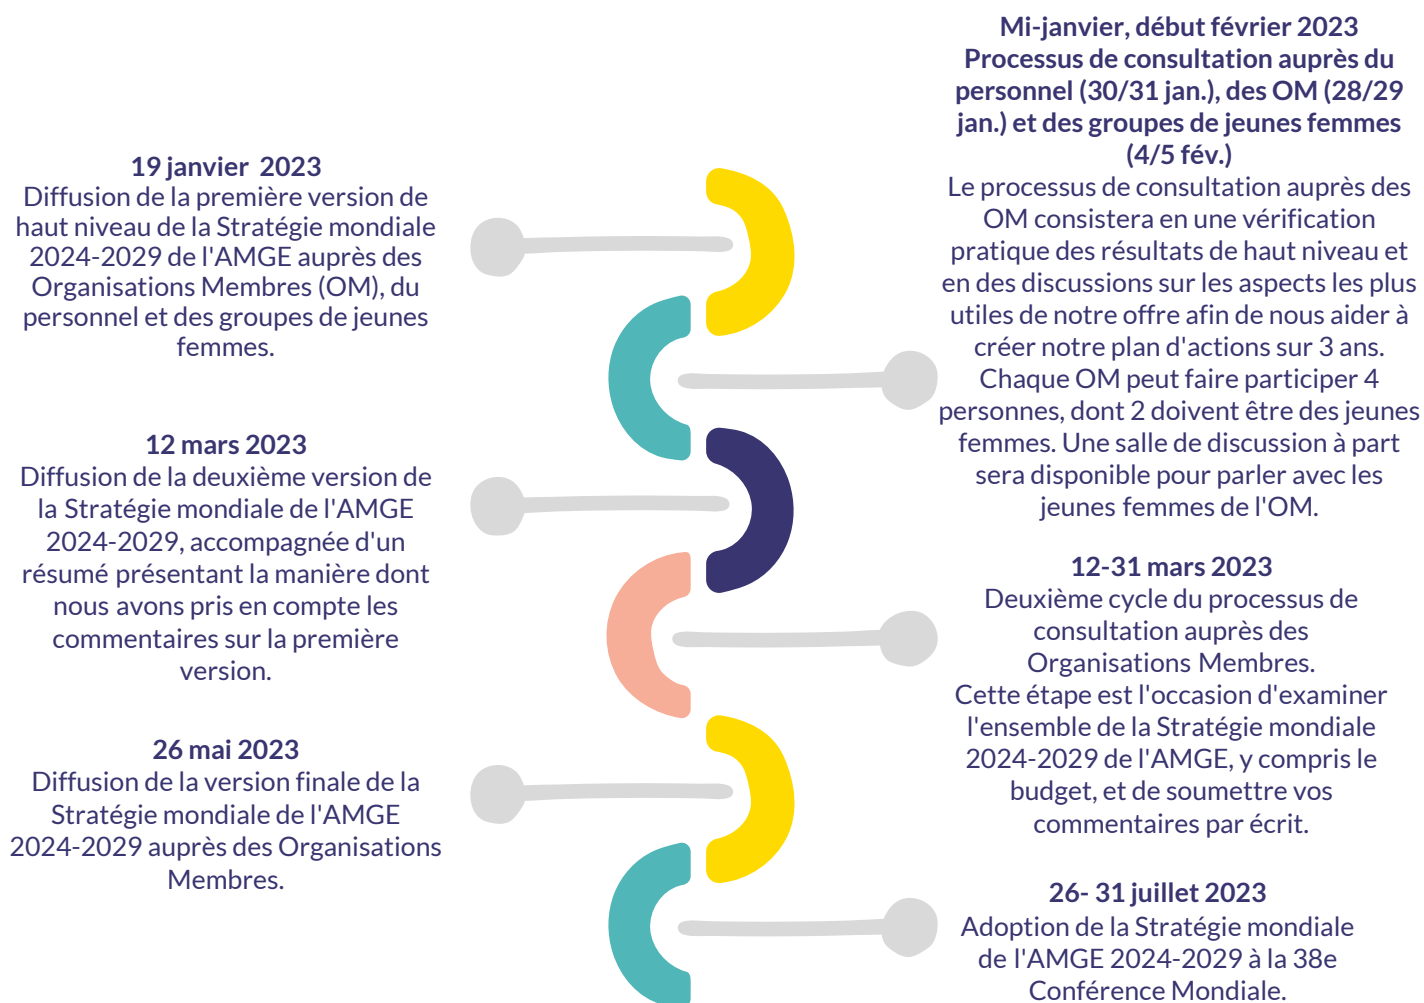 19 janvier  2023
Diffusion de la première version de
haut niveau de la Stratégie mondiale
2024-2029 de l'AMGE auprès des
Organisations Membres (OM), du
personnel et des groupes de jeunes
femmes.
Mi-janvier, début février 2023
Processus de consultation auprès du
personnel (30/31 jan.), des OM (28/29
jan.) et des groupes de jeunes femmes
(4/5 fév.)
Le processus de consultation auprès des
OM consistera en une vérification
pratique des résultats de haut niveau et
en des discussions sur les aspects les plus
utiles de notre offre afin de nous aider à
créer notre plan d'actions sur 3 ans.
Chaque OM peut faire participer 4
personnes, dont 2 doivent être des jeunes
femmes. Une salle de discussion à part
sera disponible pour parler avec les
jeunes femmes de l'OM.
12 mars 2023
Diffusion de la deuxième version de
la Stratégie mondiale de l'AMGE
2024-2029, accompagnée d'un
résumé présentant la manière dont
nous avons pris en compte les
commentaires sur la première
version.
12-31 mars 2023
Deuxième cycle du processus de
consultation auprès des
Organisations Membres.
Cette étape est l'occasion d'examiner
l'ensemble de la Stratégie mondiale
2024-2029 de l'AMGE, y compris le
budget, et de soumettre vos
commentaires par écrit.
26 mai 2023
Diffusion de la version finale de la
Stratégie mondiale de l'AMGE
2024-2029 auprès des Organisations
Membres.
26- 31 juillet 2023
Adoption de la Stratégie mondiale
de l'AMGE 2024-2029 à la 38e
Conférence Mondiale.